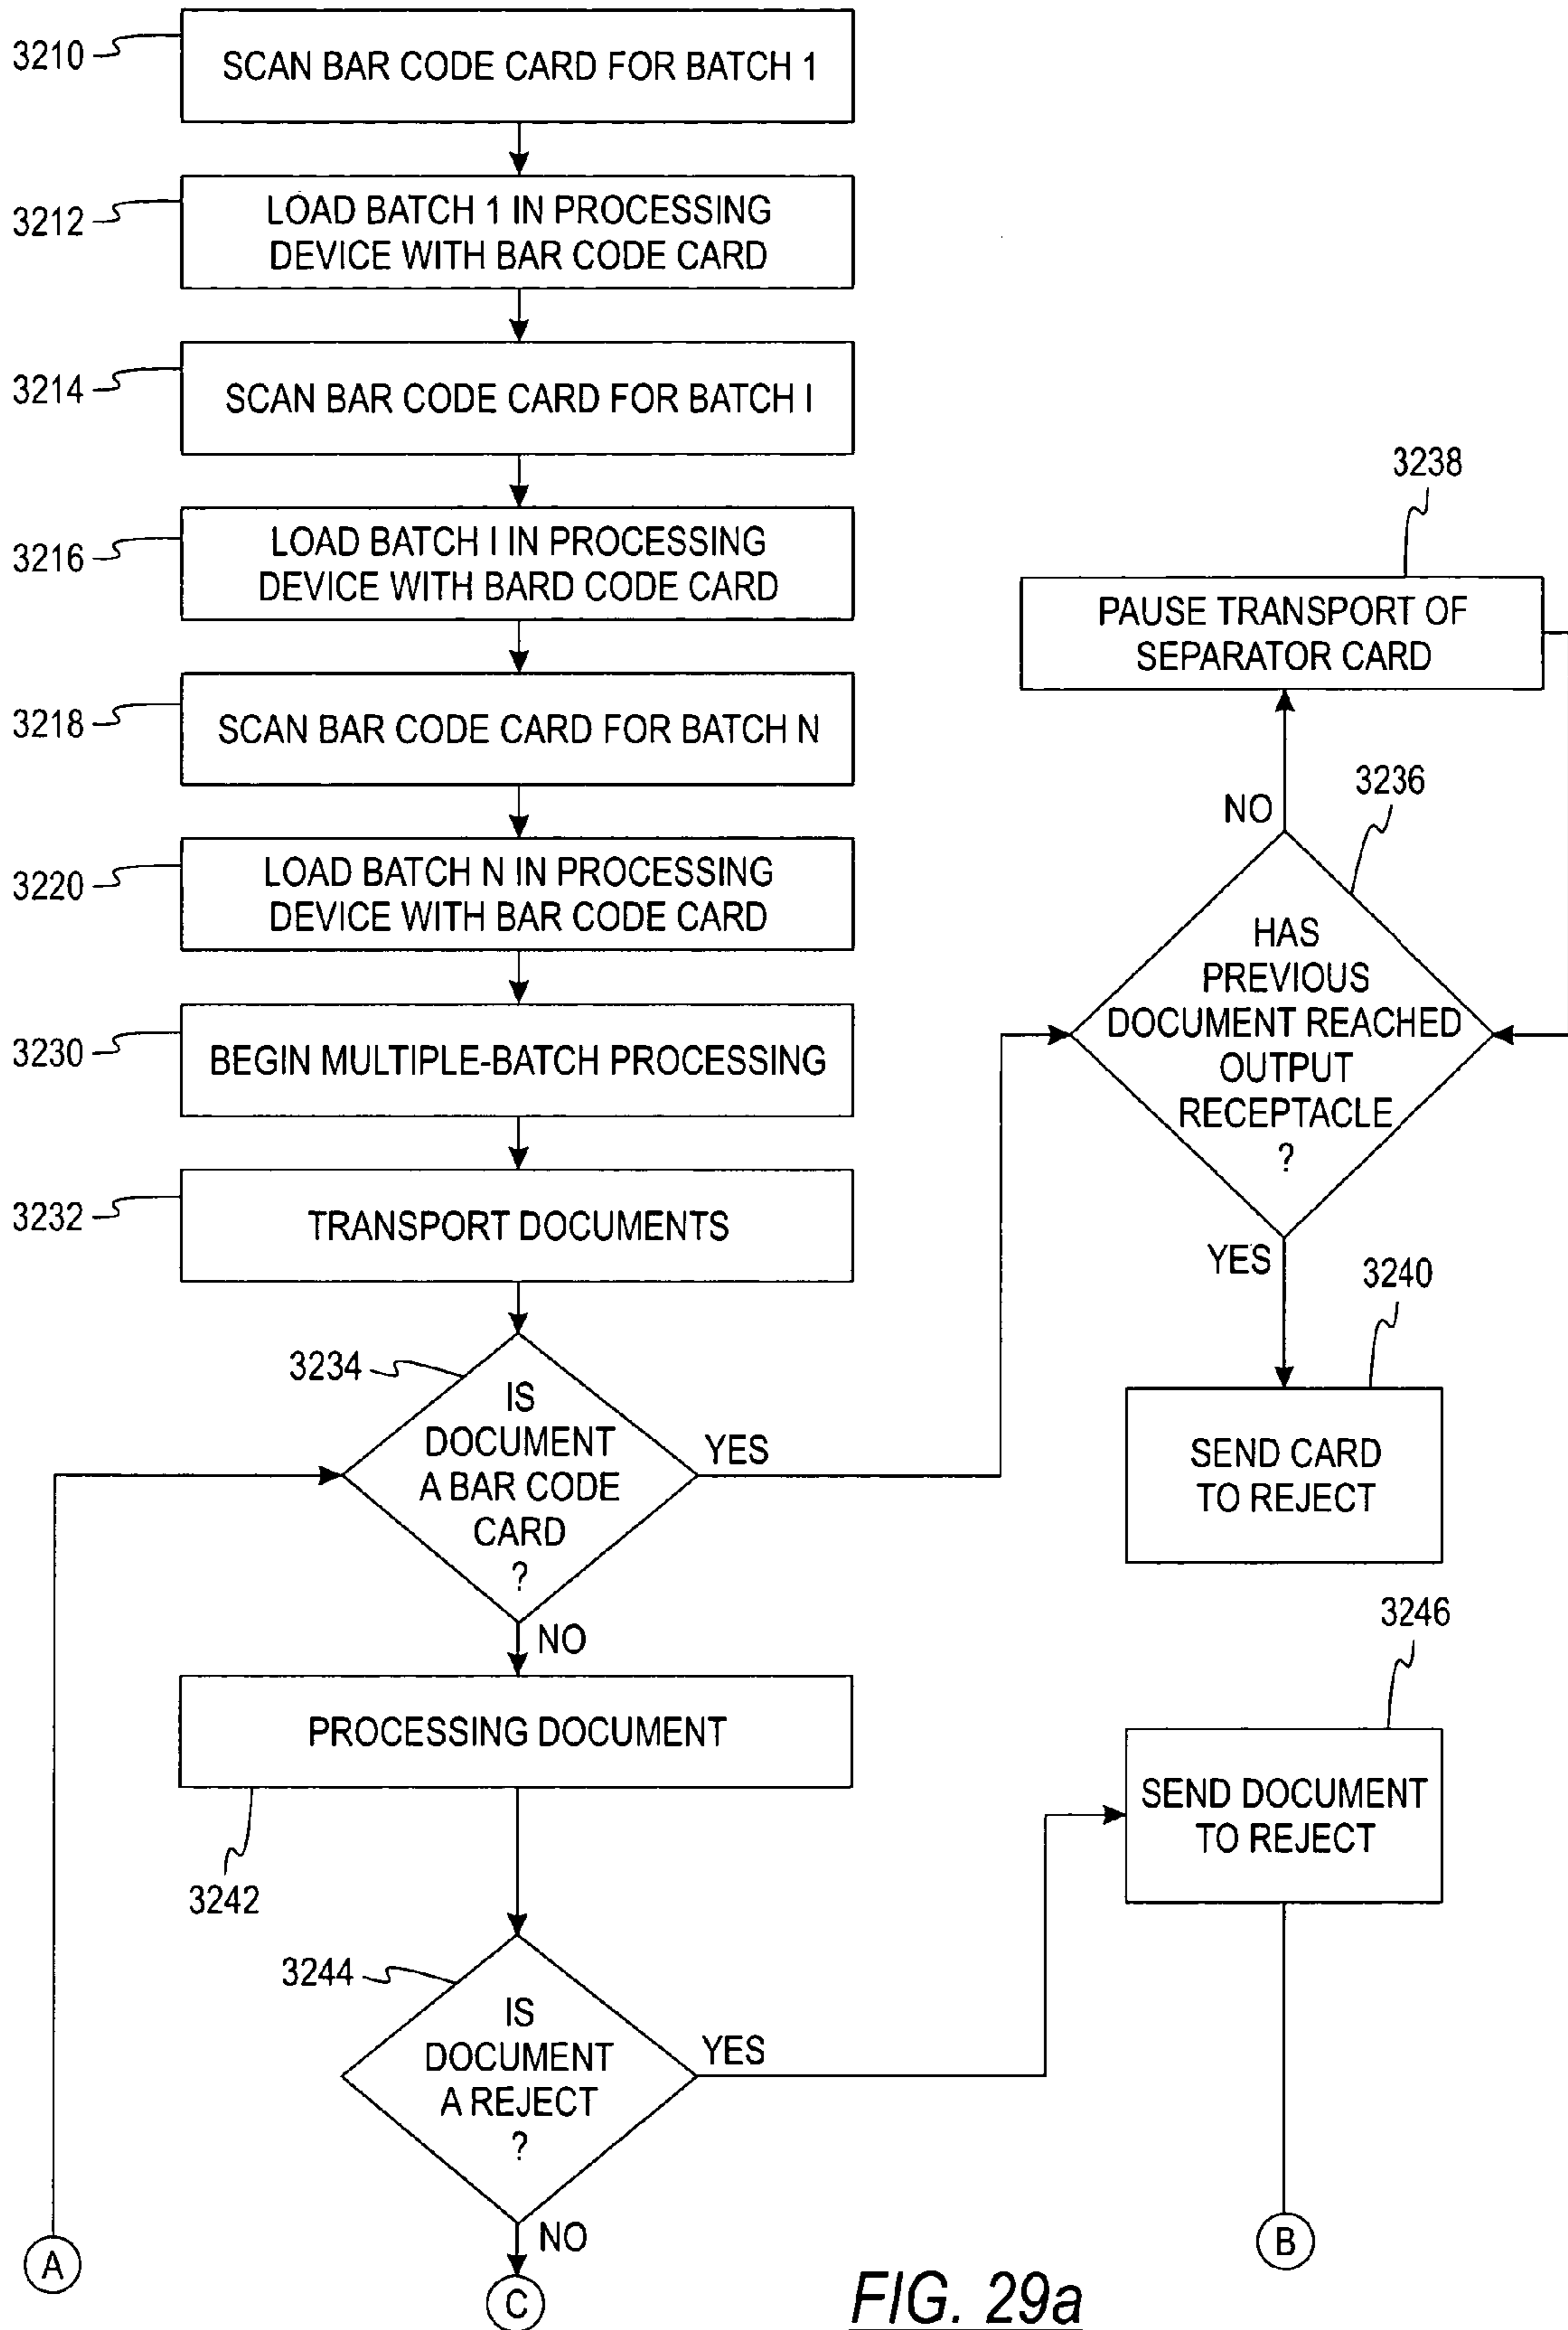 3210
SCAN BAR CODE CARD FOR BATCH 1
3212
LOAD BATCH 1 IN PROCESSING
DEVICE WITH BAR CODE CARD
3214
SCAN BAR CODE CARD FOR BATCH I
3216
LOAD BATCH I IN PROCESSING
DEVICE WITH BARD CODE CARD
3218
SCAN BAR CODE CARD FOR BATCH N
3220
LOAD BATCH N IN PROCESSING
DEVICE WITH BAR CODE CARD
3230
BEGIN MULTIPLE-BATCH PROCESSING
3232
TRANSPORT DOCUMENTS
3234
IS
DOCUMENT
A BAR CODE
CARD
?
YES
NO
3238
PAUSE TRANSPORT OF
SEPARATOR CARD
3236
NO
HAS
PREVIOUS
DOCUMENT REACHED
OUTPUT
RECEPTACLE
?
YES
3240
SEND CARD
TO REJECT
PROCESSING DOCUMENT
3242
3244
IS
DOCUMENT
A REJECT
?
YES
NO
3246
SEND DOCUMENT
TO REJECT
A
B
C
FIG. 29a